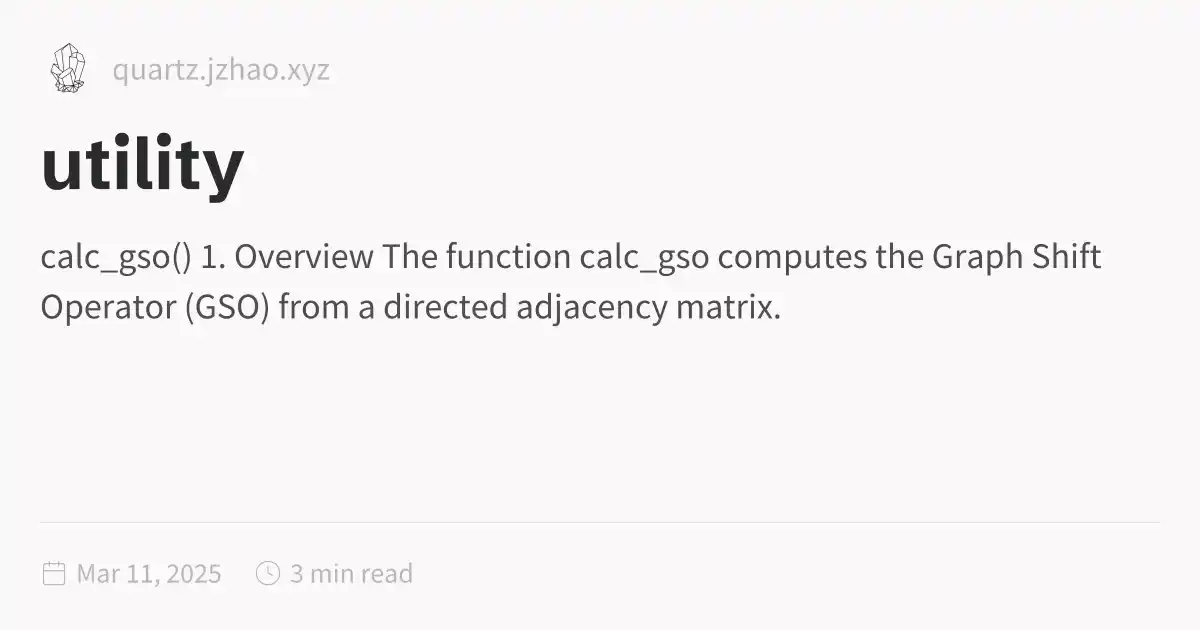 quartz.jzhao.xyz
utility
calc_gso() 1. Overview The function calc_gso computes the Graph Shift
Operator (GSO) from a directed adjacency matrix.
Mar 11, 2025 3 min read